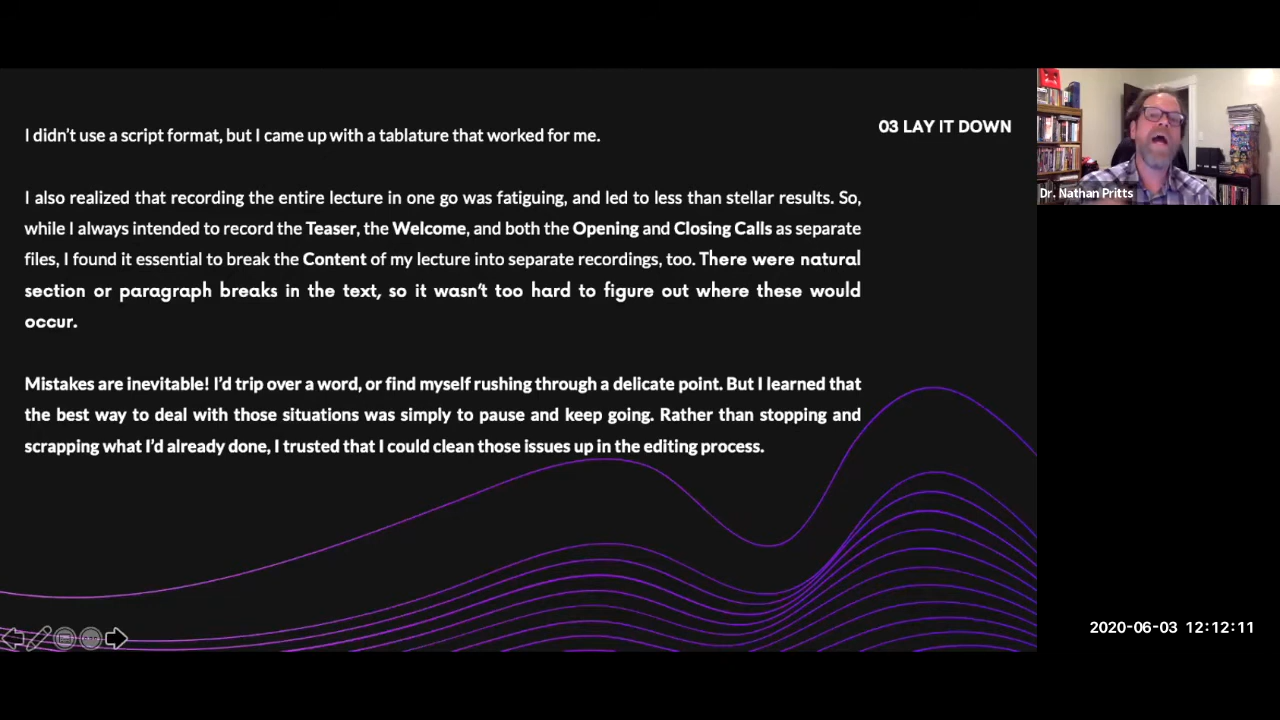 I didn't use a script format, but I came up with a tablature that worked for me.
03 LAY IT DOWN
I also realized that recording the entire lecture in one go was fatiguing, and led to less than stellar results. So,
while I always intended to record the Teaser, the Welcome, and both the Opening and Closing Calls as separate
files, I found it essential to break the Content of my lecture into separate recordings, too. There were natural
section or paragraph breaks in the text, so it wasn't too hard to figure out where these would
occur.
Mistakes are inevitable! I'd trip over a word, or find myself rushing through a delicate point. But I learned that
the best way to deal with those situations was simply to pause and keep going. Rather than stopping and
scrapping what I'd already done, I trusted that I could clean those issues up in the editing process.
Dr. Nathan Pritts
2020-06-03 12:12:11